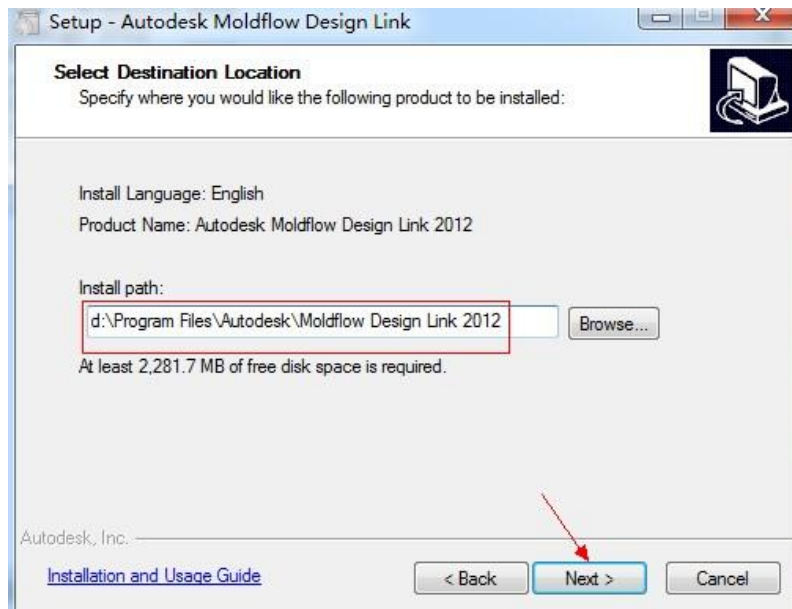 Setup - Autodesk Moldflow Design Link
Select Destination Location
Specify where you would like the following product to be installed:
Install Language: English
Product Name: Autodesk Moldflow Design Link 2012
Install path:
d:\Program Files\Autodesk\Moldflow Design Link 2012
Browse...
At least 2,281.7 MB of free disk space is required.
Autodesk, Inc.
Installation and Usage Guide
< Back
Next >
Cancel